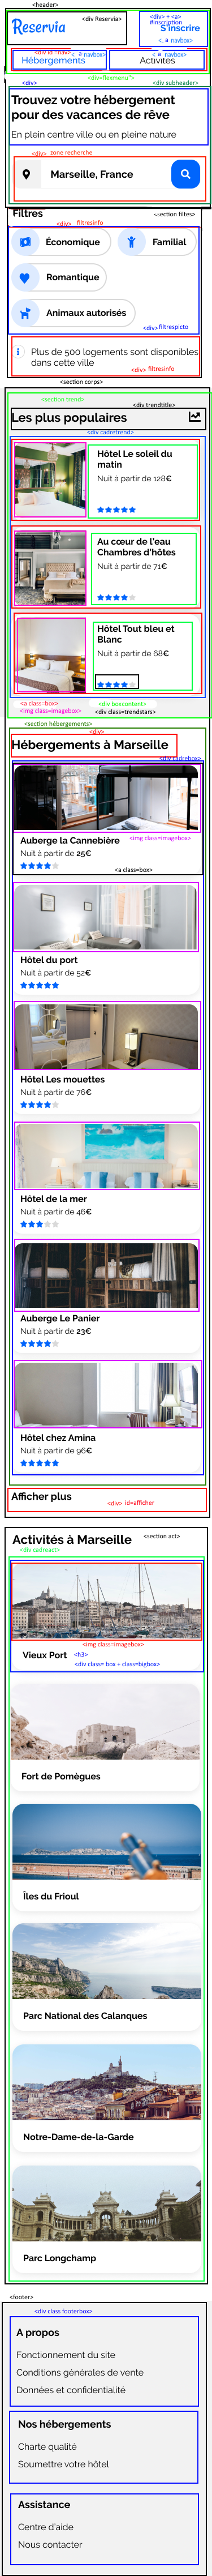 <header>
<div Reservia>
<div> + <a>
#inscription
Reservia
S'inscrire
<. a navbox>
<div id =nav>
<. a navbox>
<. a navbox>
Hébergements
Activités
<div=flexmenu">
<div>
<div subheader>
Trouvez votre hébergement
pour des vacances de rêve
En plein centre ville ou en pleine nature
<div> zone recherche
Marseille, France
Filtres
<section filtes>
<div> filtresinfo
Économique
Familial
Romantique
Animaux autorisés
<div> filtrespicto
Plus de 500 logements sont disponibles
dans cette ville
<div> filtresinfo
<section corps>
<section trend>
<div trendtitle>
Les plus populaires
<div cadretrend>
Hôtel Le soleil du
matin
Nuit à partir de 128€
Au cœur de l'eau
Chambres d'hôtes
Nuit à partir de 71€
Hôtel Tout bleu et
Blanc
Nuit à partir de 68€
<a class=box>
<div boxcontent>
<img class=imagebox>
<div class=trendstars>
<section hébergements>
<div>
Hébergements à Marseille
<div cadrebox>
Auberge la Cannebière
<img class=imagebox>
Nuit à partir de 25€
<a class=box>
Hôtel du port
Nuit à partir de 52€
Hôtel Les mouettes
Nuit à partir de 76€
Hôtel de la mer
Nuit à partir de 46€
Auberge Le Panier
Nuit à partir de 23€
Hôtel chez Amina
Nuit à partir de 96€
Afficher plus
<div> id=afficher
Activités à Marseille
<section act>
<div cadreact>
<img class=imagebox>
Vieux Port
<h3>
<div class= box + class=bigbox>
Fort de Pomègues
Îles du Frioul
Parc National des Calanques
Notre-Dame-de-la-Garde
Parc Longchamp
<footer>
<div class footerbox>
A propos
Fonctionnement du site
Conditions générales de vente
Données et confidentialité
Nos hébergements
Charte qualité
Soumettre votre hôtel
Assistance
Centre d'aide
Nous contacter